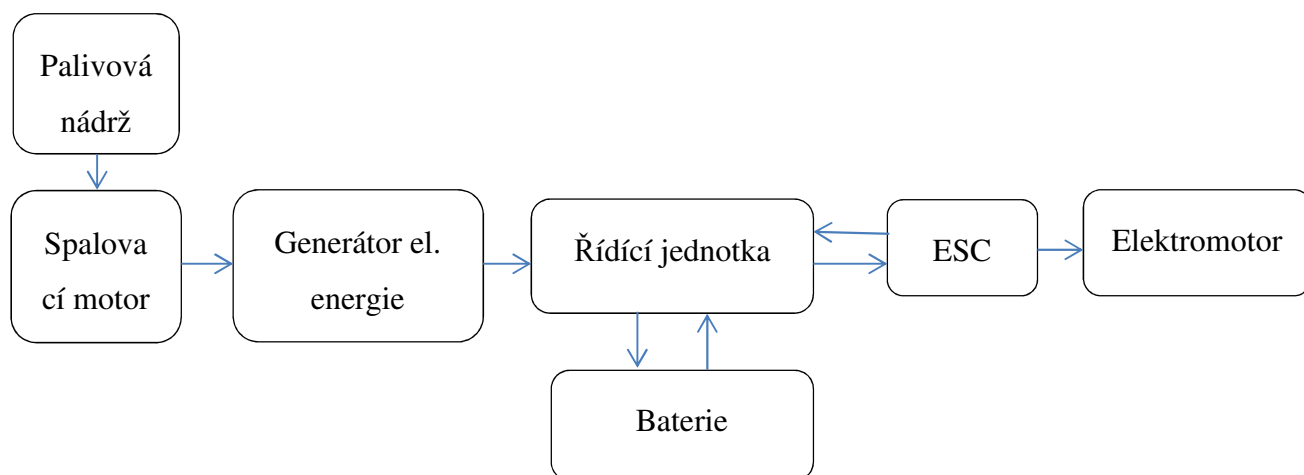 Palivová
nádrž
Spalova
cí motor
Generátor el.
energie
Řídící jednotka
ESC
Elektromotor
Baterie